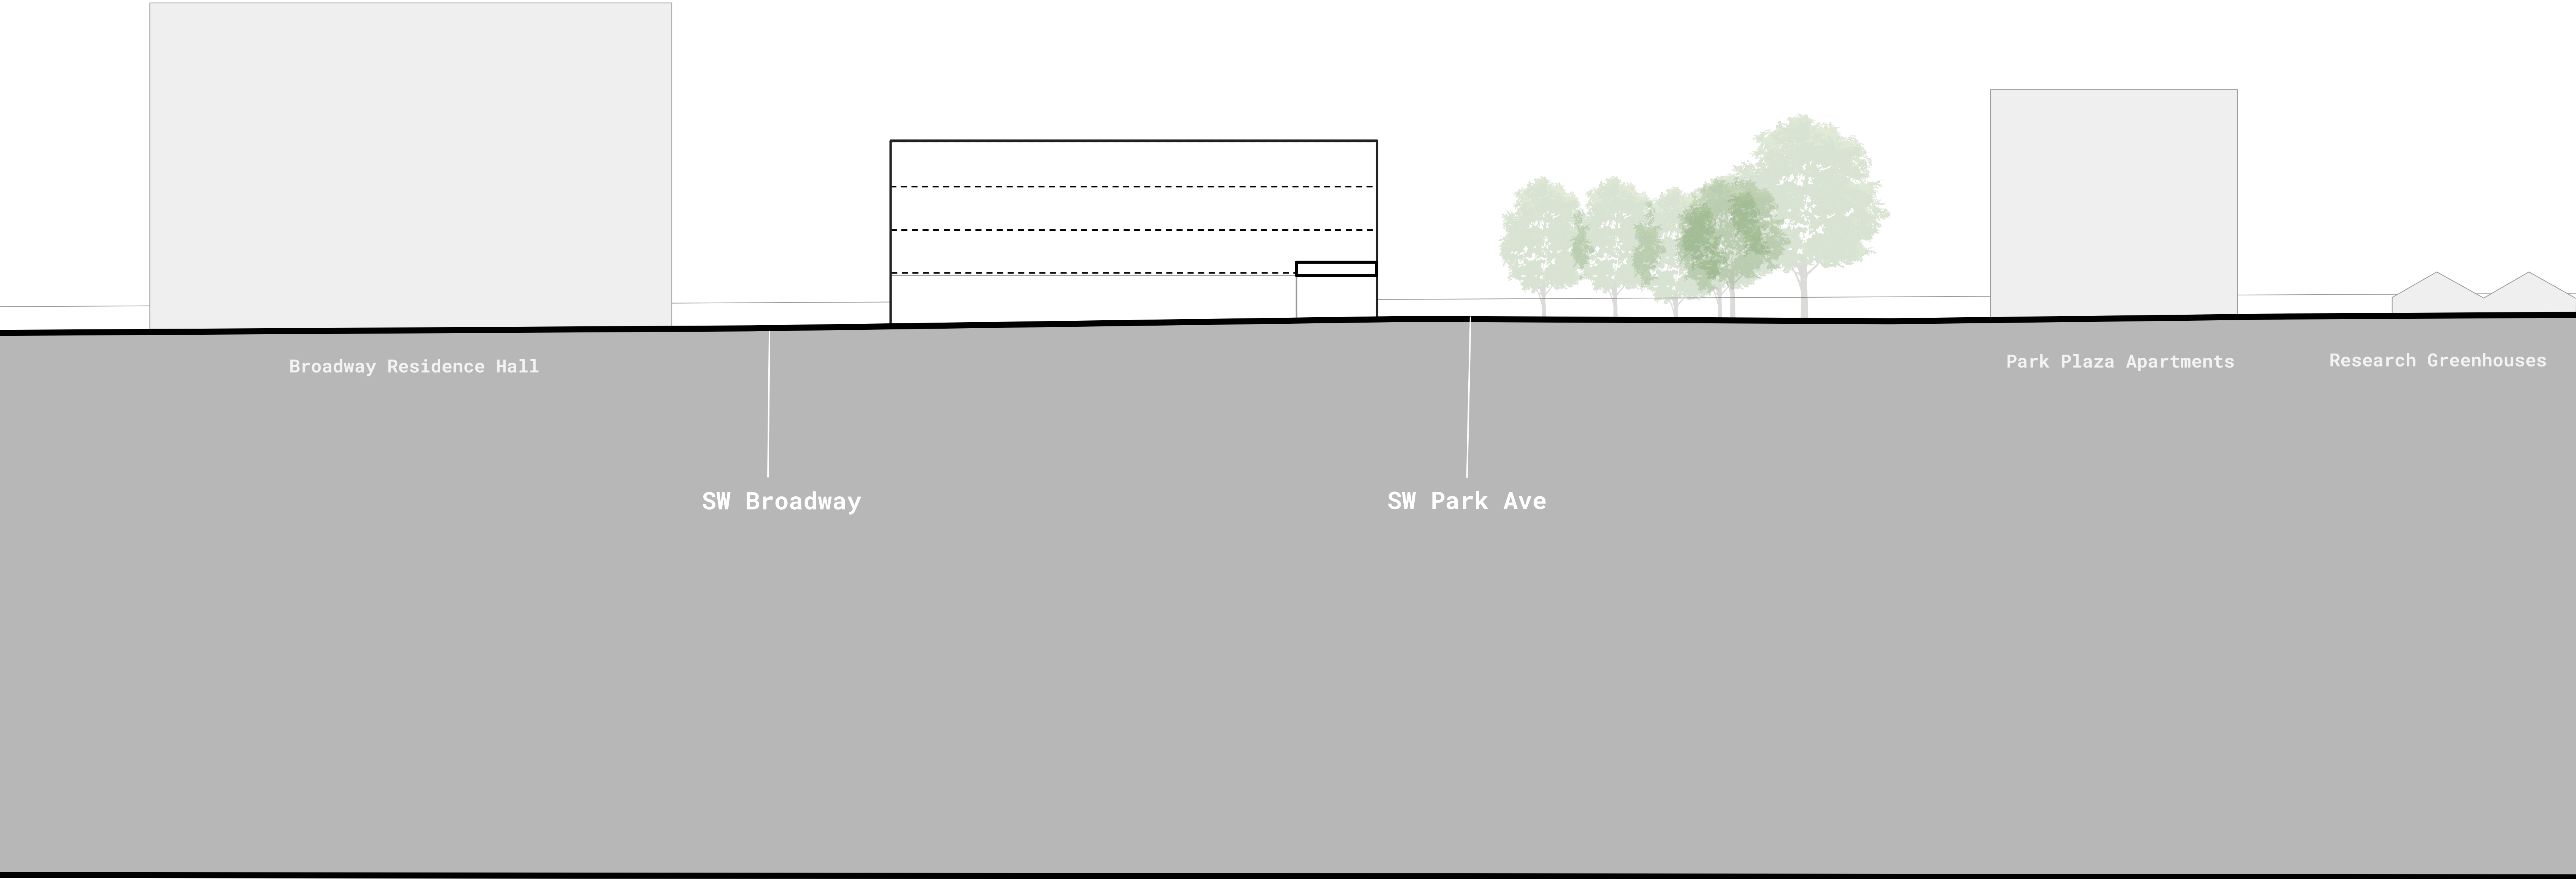 Broadway Residence Hall
Park Plaza Apartments
Research Greenhouses
SW Broadway
SW Park Ave